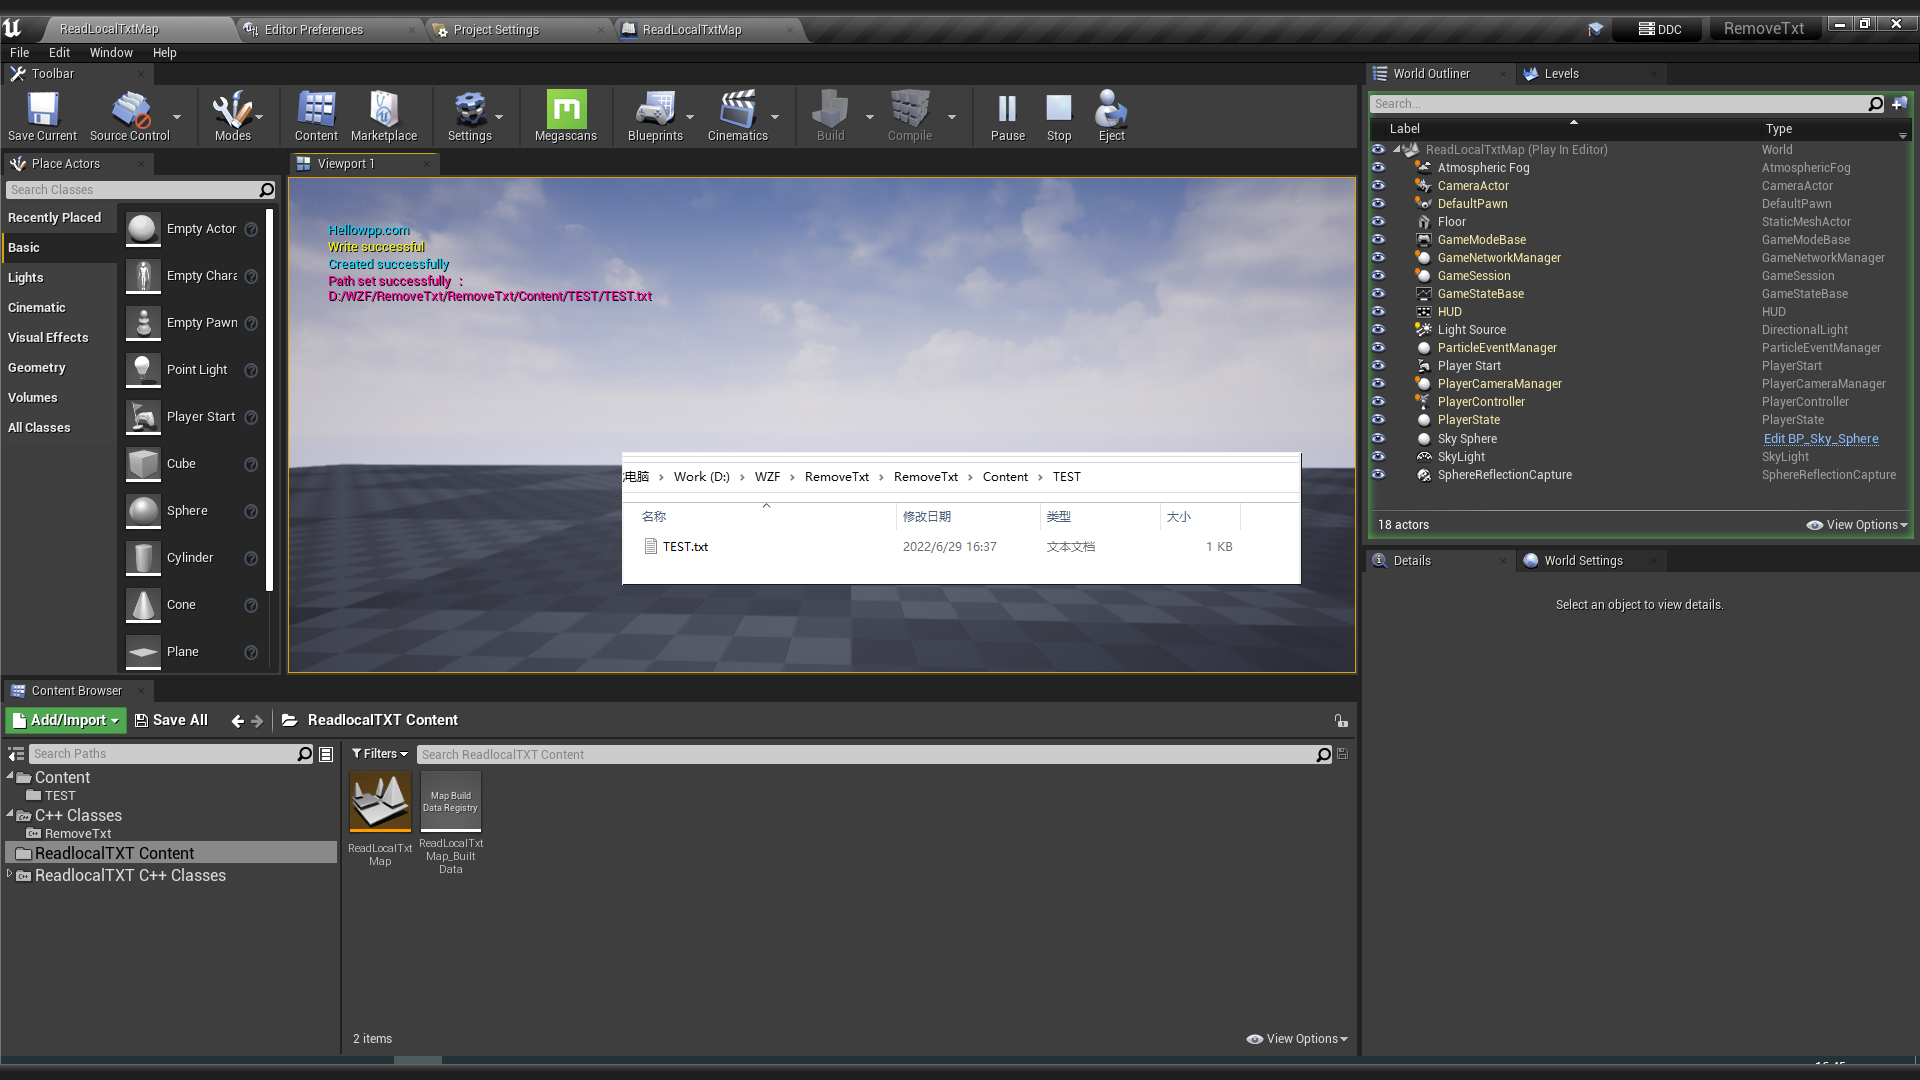 ReadLocalTxtMap
Editor Preferences
Project Settings
ReadLocalTxtMap
DDC
RemoveTxt
File Edit Window Help
Toolbar
Save Current
Source Control
Modes
Content
Marketplace
Settings
Megascans
Blueprints
Cinematics
Build
Compile
Pause
Stop
Eject
Place Actors
Search Classes
Recently Placed
Basic
Lights
Cinematic
Visual Effects
Geometry
Volumes
All Classes
Empty Actor
Empty Chara
Empty Pawn
Point Light
Player Start
Cube
Sphere
Cylinder
Cone
Plane
Viewport 1
Hellowpp.com
Write successful
Created successfully
Path set successfully ：
D:/WZF/RemoveTxt/RemoveTxt/Content/TEST/TEST.txt
电脑 › Work (D:) › WZF › RemoveTxt › RemoveTxt › Content › TEST
名称 修改日期 类型 大小
TEST.txt 2022/6/29 16:37 文本文档 1 KB
World Outliner
Levels
Search...
Label Type
ReadLocalTxtMap (Play In Editor) World
Atmospheric Fog AtmosphericFog
CameraActor CameraActor
DefaultPawn DefaultPawn
Floor StaticMeshActor
GameModeBase GameModeBase
GameNetworkManager GameNetworkManager
GameSession GameSession
GameStateBase GameStateBase
HUD HUD
Light Source DirectionalLight
ParticleEventManager ParticleEventManager
Player Start PlayerStart
PlayerCameraManager PlayerCameraManager
PlayerController PlayerController
PlayerState PlayerState
Sky Sphere Edit BP_Sky_Sphere
SkyLight SkyLight
SphereReflectionCapture SphereReflectionCapture
18 actors
View Options
Details
World Settings
Select an object to view details.
Content Browser
Add/Import
Save All
ReadlocalTXT Content
Search Paths
Filters
Search ReadlocalTXT Content
Content
TEST
C++ Classes
RemoveTxt
ReadlocalTXT Content
ReadlocalTXT C++ Classes
Map Build
Data Registry
ReadLocalTxt
Map
ReadLocalTxt
Map_Built
Data
2 items
View Options